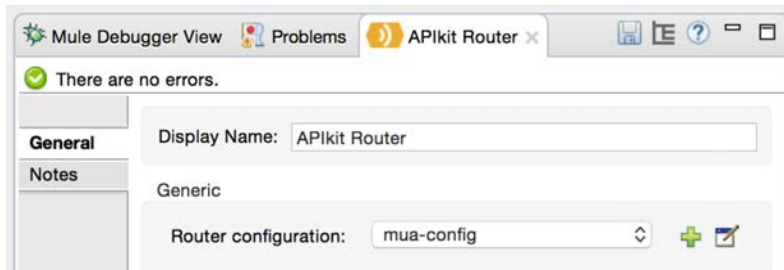 Mule Debugger View Problems APIkit Router
There are no errors.
General
Notes
Display Name: APIkit Router
Generic
Router configuration: mua-config